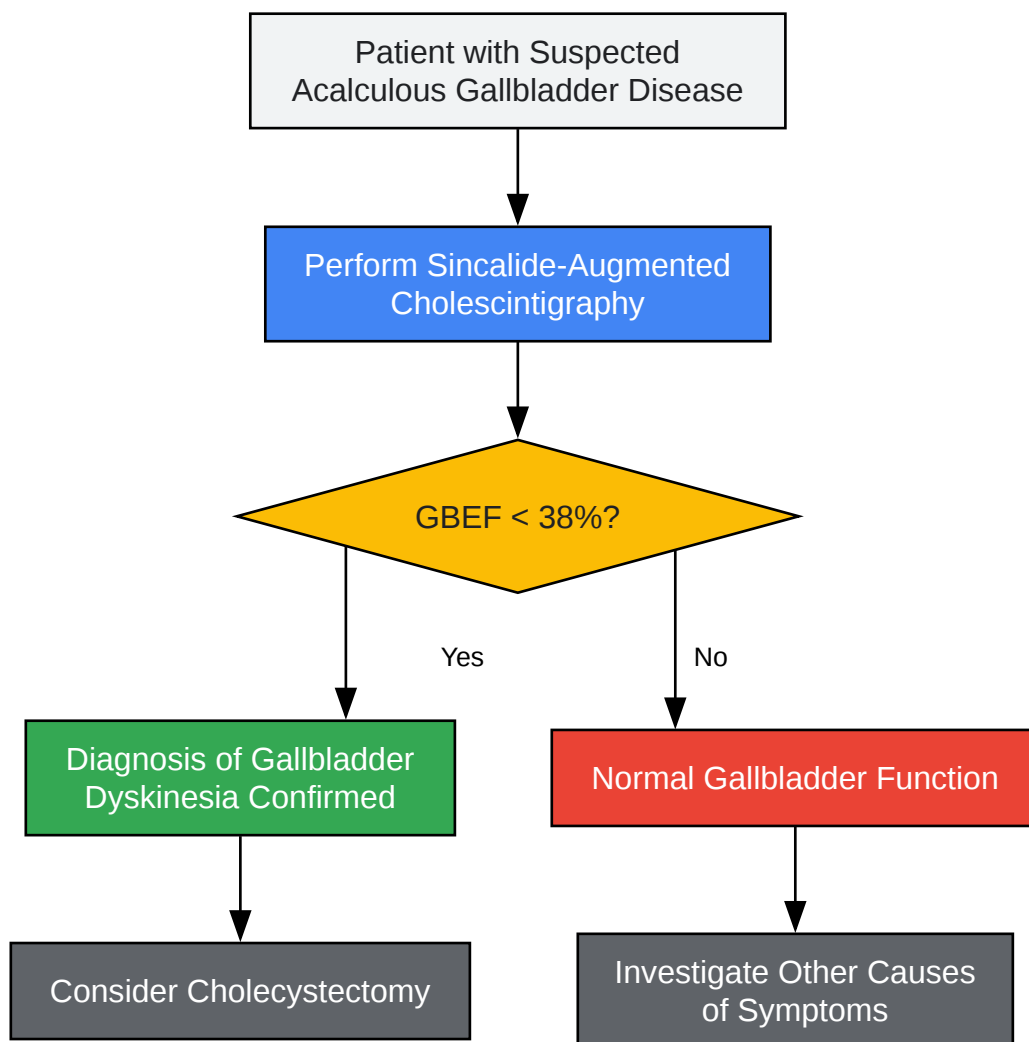 Patient with Suspected
Acalculous Gallbladder Disease
Perform Sincalide-Augmented
Cholescintigraphy
GBEF < 38%?
Yes
No
Diagnosis of Gallbladder
Dyskinesia Confirmed
Normal Gallbladder Function
Consider Cholecystectomy
Investigate Other Causes
of Symptoms